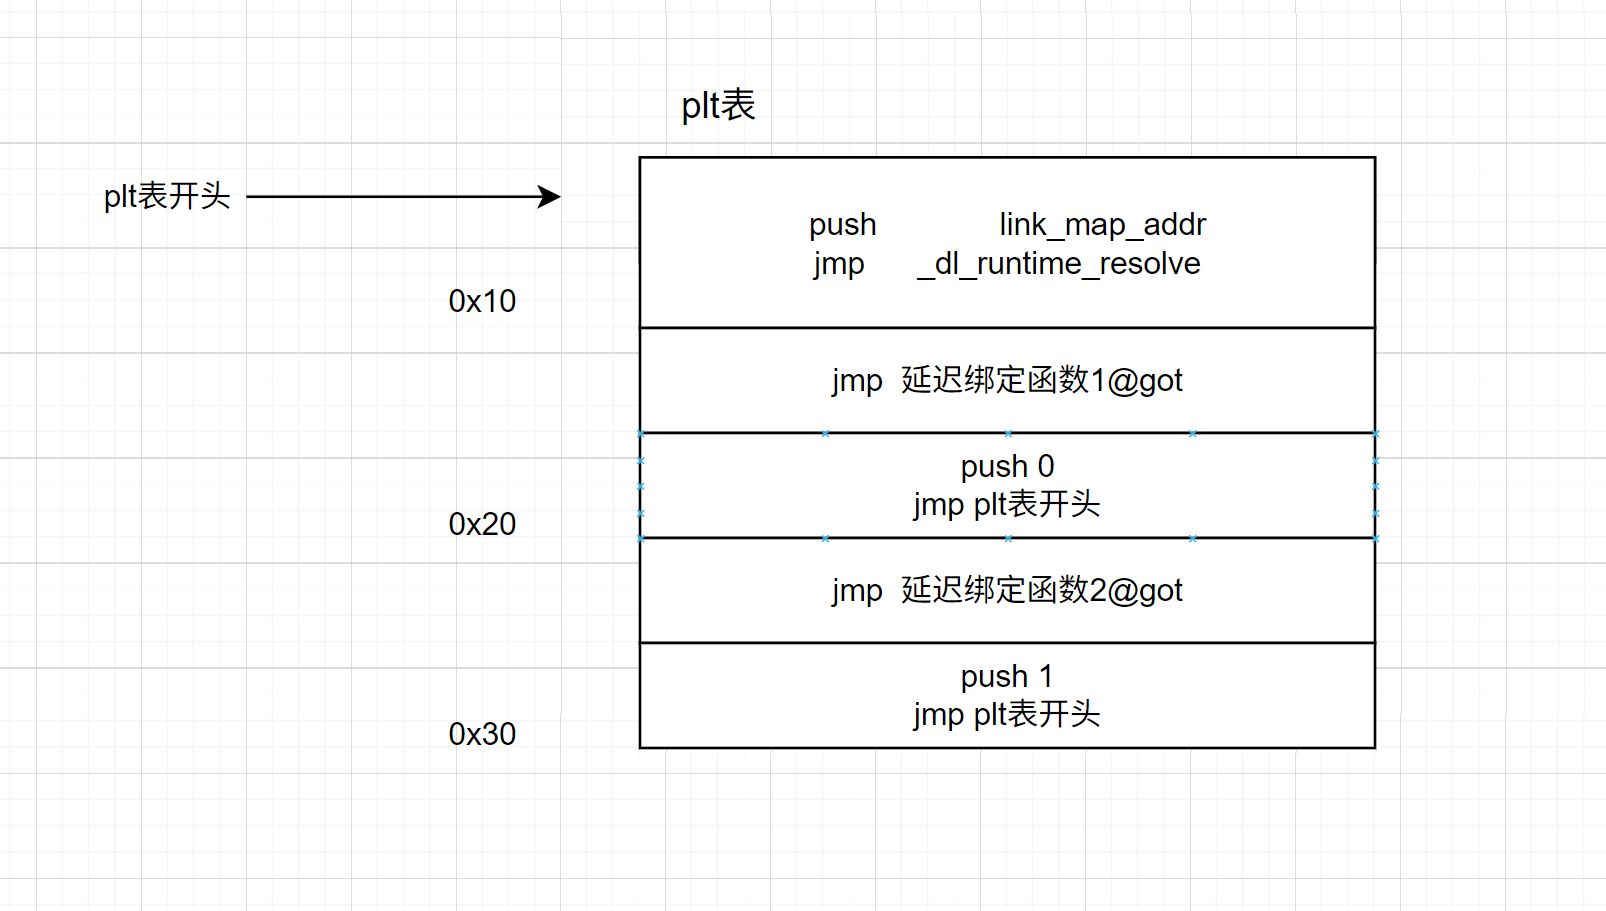 plt表
plt表开头
push link_map_addr
jmp _dl_runtime_resolve
0x10
jmp 延迟绑定函数1@got
push 0
jmp plt表开头
0x20
jmp 延迟绑定函数2@got
push 1
jmp plt表开头
0x30